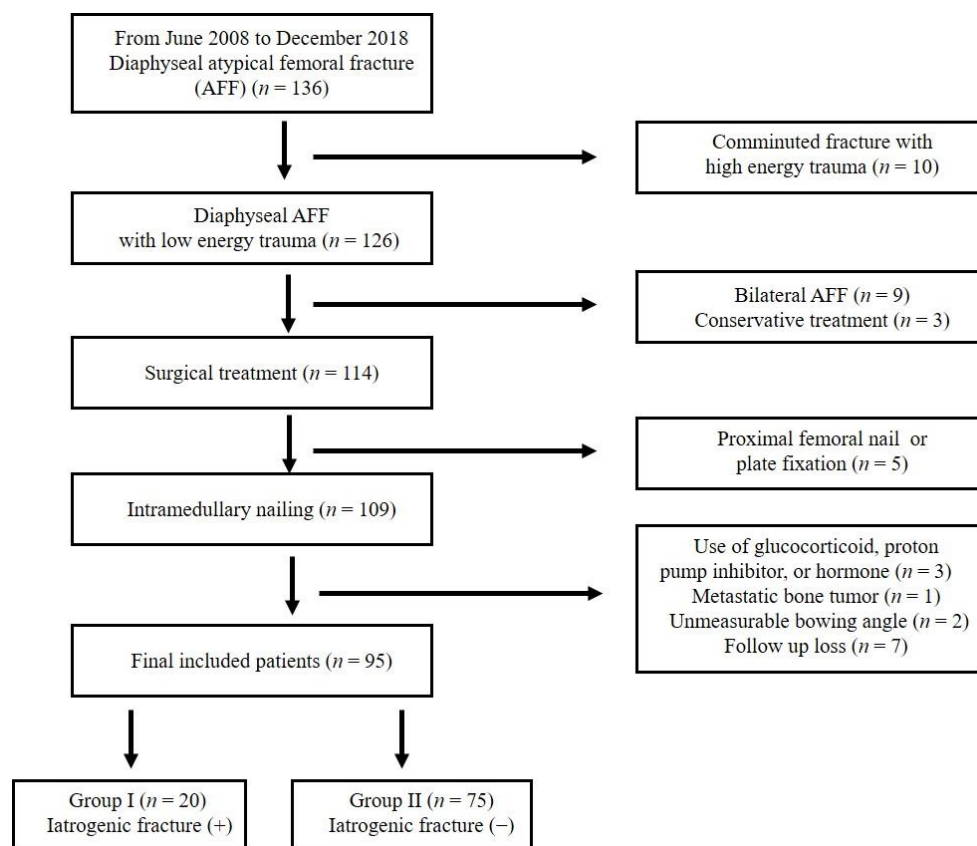 From June 2008 to December 2018
Diaphyseal atypical femoral fracture
(AFF) (n = 136)
Comminuted fracture with
high energy trauma (n = 10)
Diaphyseal AFF
with low energy trauma (n = 126)
Bilateral AFF (n = 9)
Conservative treatment (n = 3)
Surgical treatment (n = 114)
Proximal femoral nail or
plate fixation (n = 5)
Intramedullary nailing (n = 109)
Use of glucocorticoid, proton
pump inhibitor, or hormone (n = 3)
Metastatic bone tumor (n = 1)
Unmeasurable bowing angle (n = 2)
Follow up loss (n = 7)
Final included patients (n = 95)
Group I (n = 20)
Iatrogenic fracture (+)
Group II (n = 75)
Iatrogenic fracture (−)